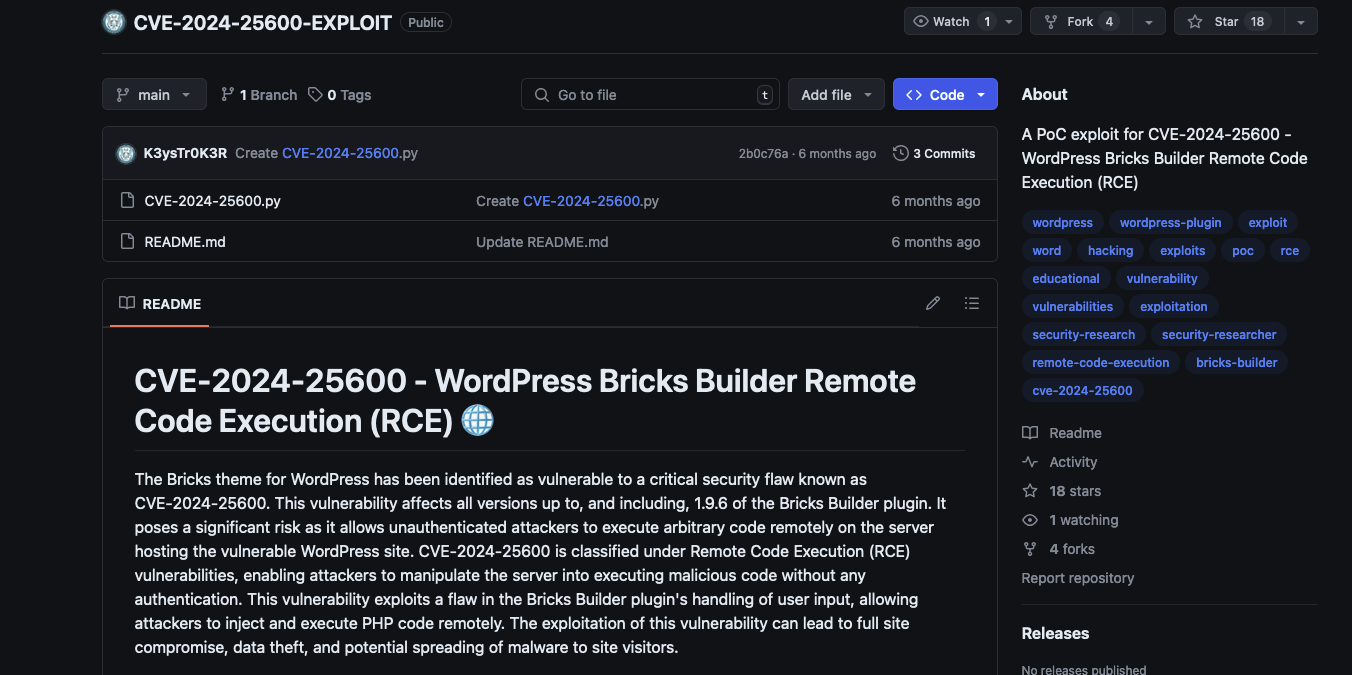 CVE-2024-25600-EXPLOIT Public
Watch 1 Fork 4 Star 18
main 1 Branch 0 Tags
Go to file t Add file <> Code
K3ysTr0K3R Create CVE-2024-25600.py 2b0c76a · 6 months ago 3 Commits
CVE-2024-25600.py Create CVE-2024-25600.py 6 months ago
README.md Update README.md 6 months ago
README
CVE-2024-25600 - WordPress Bricks Builder Remote
Code Execution (RCE)
The Bricks theme for WordPress has been identified as vulnerable to a critical security flaw known as
CVE-2024-25600. This vulnerability affects all versions up to, and including, 1.9.6 of the Bricks Builder plugin. It
poses a significant risk as it allows unauthenticated attackers to execute arbitrary code remotely on the server
hosting the vulnerable WordPress site. CVE-2024-25600 is classified under Remote Code Execution (RCE)
vulnerabilities, enabling attackers to manipulate the server into executing malicious code without any
authentication. This vulnerability exploits a flaw in the Bricks Builder plugin's handling of user input, allowing
attackers to inject and execute PHP code remotely. The exploitation of this vulnerability can lead to full site
compromise, data theft, and potential spreading of malware to site visitors.
About
A PoC exploit for CVE-2024-25600 -
WordPress Bricks Builder Remote Code
Execution (RCE)
wordpress wordpress-plugin exploit
word hacking exploits poc rce
educational vulnerability
vulnerabilities exploitation
security-research security-researcher
remote-code-execution bricks-builder
cve-2024-25600
Readme
Activity
18 stars
1 watching
4 forks
Report repository
Releases
No releases published